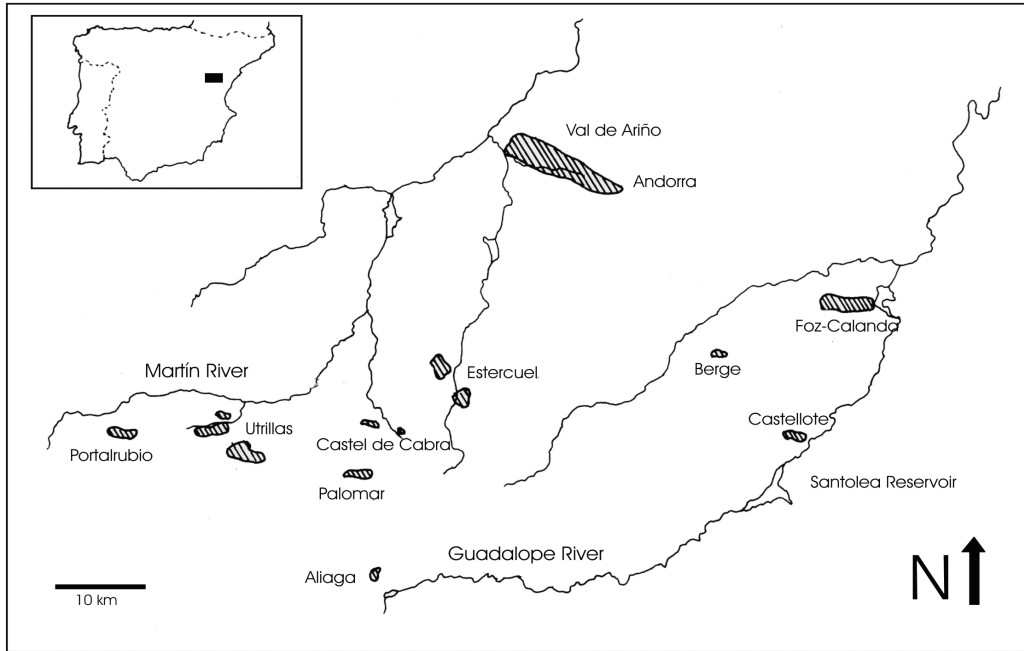 Val de Ariño
Andorra
Foz-Calanda
Berge
Martín River
Estercuel
Castellote
Utrillas
Castel de Cabra
Portalrubio
Santolea Reservoir
Palomar
Guadalope River
Aliaga
N
10 km